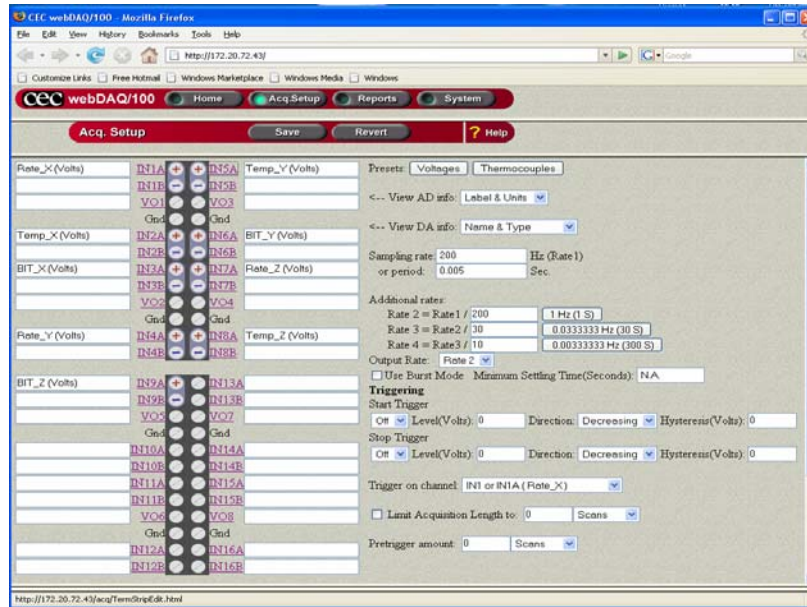 CEC webDAQ/100 - Mozilla Firefox
File Edit View History Bookmarks Tools Help
http://172.20.72.43/
Google
Customize Links Free Hotmail Windows Marketplace Windows Media Windows
CEC webDAQ/100 Home Acq.Setup Reports System
Acq. Setup Save Revert ? Help
Rate_X (Volts) IN1A + + IN5A Temp_Y (Volts)
IN1B - - IN5B
VO1 VO3
Gnd Gnd
Temp_X (Volts) IN2A + + IN6A BIT_Y (Volts)
IN2B - - IN6B
BIT_X (Volts) IN3A + + IN7A Rate_Z (Volts)
IN3B - - IN7B
VO2 VO4
Gnd Gnd
Rate_Y (Volts) IN4A + + IN8A Temp_Z (Volts)
IN4B - - IN8B
BIT_Z (Volts) IN9A + IN13A
IN9B - IN13B
VO5 VO7
Gnd Gnd
IN10A IN14A
IN10B IN14B
IN11A IN15A
IN11B IN15B
VO6 VO8
Gnd Gnd
IN12A IN16A
IN12B IN16B
Presets: Voltages Thermocouples
<-- View AD info: Label & Units
<-- View DA info: Name & Type
Sampling rate: 200 Hz (Rate1)
or period: 0.005 Sec.
Additional rates:
Rate 2 = Rate1 / 200 1 Hz (1 S)
Rate 3 = Rate2 / 30 0.0333333 Hz (30 S)
Rate 4 = Rate3 / 10 0.00333333 Hz (300 S)
Output Rate: Rate 2
Use Burst Mode Minimum Settling Time(Seconds): NA
Triggering
Start Trigger
Off Level(Volts): 0 Direction: Decreasing Hysteresis(Volts): 0
Stop Trigger
Off Level(Volts): 0 Direction: Decreasing Hysteresis(Volts): 0
Trigger on channel: IN1 or IN1A ( Rate_X )
Limit Acquisition Length to: 0 Scans
Pretrigger amount: 0 Scans
http://172.20.72.43/acq/TermStripEdit.html